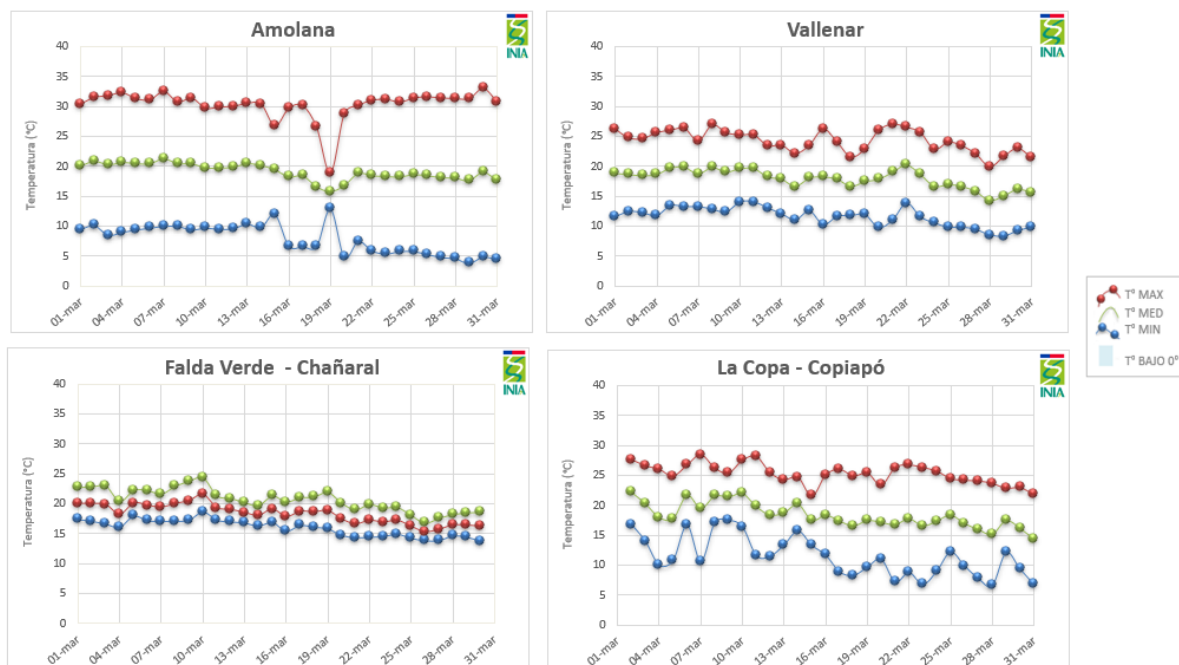 Amolana
INIA
Temperatura (°C)
40
35
30
25
20
15
10
5
0
01-mar
04-mar
07-mar
10-mar
13-mar
16-mar
19-mar
22-mar
25-mar
28-mar
31-mar
Vallenar
INIA
Temperatura (°C)
40
35
30
25
20
15
10
5
0
01-mar
04-mar
07-mar
10-mar
13-mar
16-mar
19-mar
22-mar
25-mar
28-mar
31-mar
T° MAX
T° MED
T° MIN
T° BAJO 0°
Falda Verde - Chañaral
INIA
Temperatura (°C)
40
35
30
25
20
15
10
5
0
01-mar
04-mar
07-mar
10-mar
13-mar
16-mar
19-mar
22-mar
25-mar
28-mar
31-mar
La Copa - Copiapó
INIA
Temperatura (°C)
40
35
30
25
20
15
10
5
0
01-mar
04-mar
07-mar
10-mar
13-mar
16-mar
19-mar
22-mar
25-mar
28-mar
31-mar